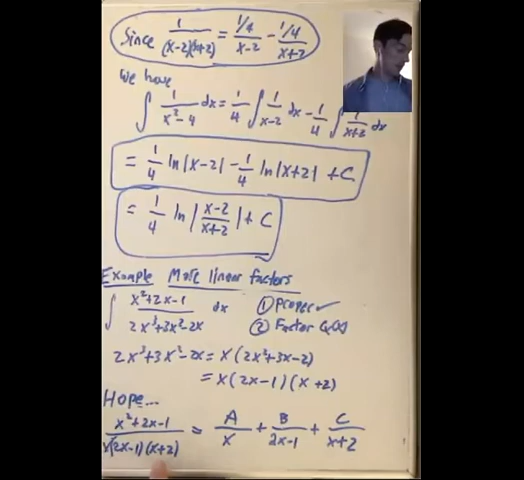 Since 1/(x-2)(x+2) = 1/4/x-2 - 1/4/x+2
We have
∫ 1/x²-4 dx = 1/4 ∫ 1/x-2 dx - 1/4 ∫ 1/x+2 dx
= 1/4 ln|x-2| - 1/4 ln|x+2| + C
= 1/4 ln|x-2/x+2| + C
Example More linear factors
∫ x²+2x-1/2x³+3x²-2x dx
① Proper ✓
② Factor Q(x)
2x³+3x²-2x = x(2x²+3x-2)
= x(2x-1)(x+2)
Hope...
x²+2x-1/x(2x-1)(x+2) = A/x + B/2x-1 + C/x+2